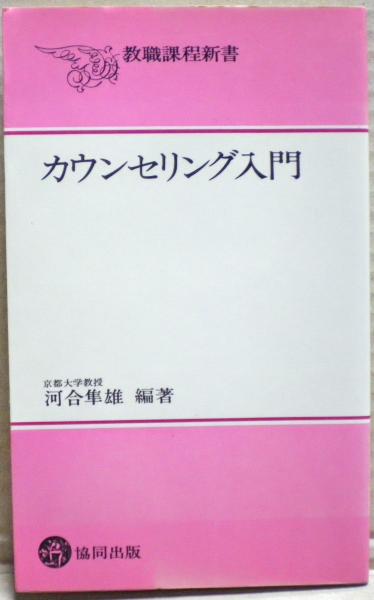 教職課程新書
カウンセリング入門
京都大学教授
河合隼雄 編著
協同出版